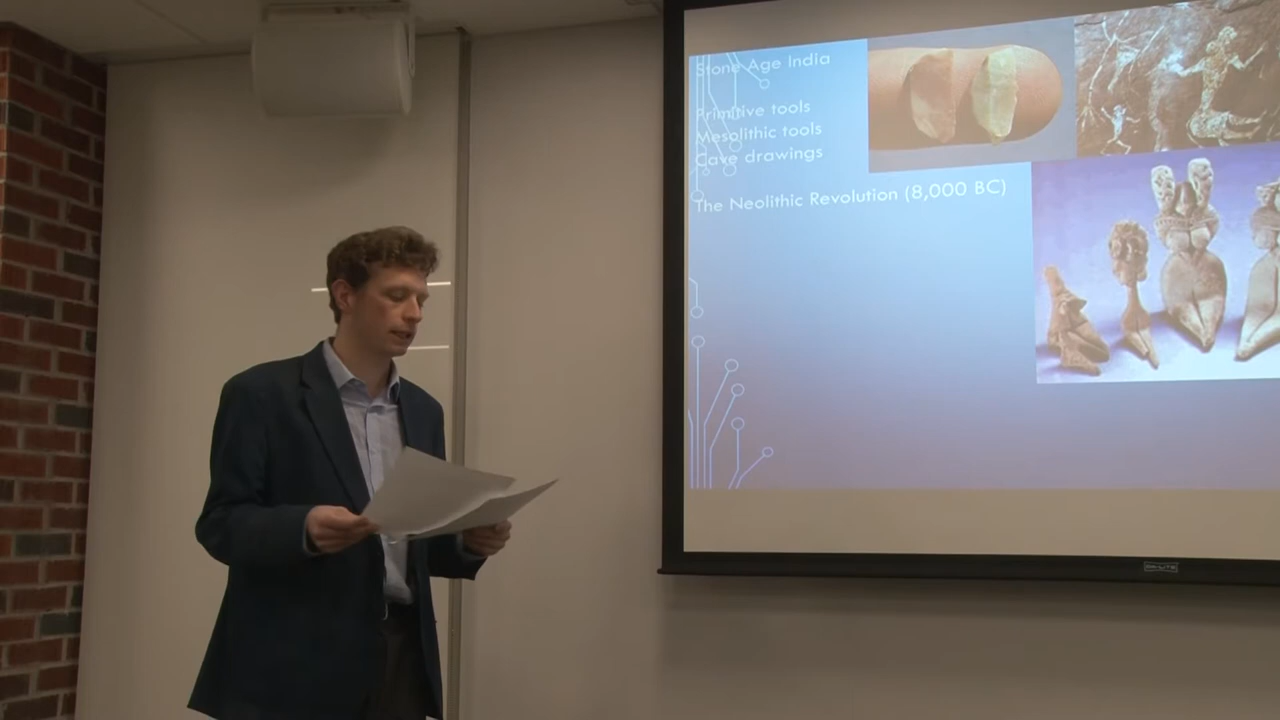 Stone Age India
Primitive tools
Mesolithic tools
Cave drawings
The Neolithic Revolution (8,000 BC)